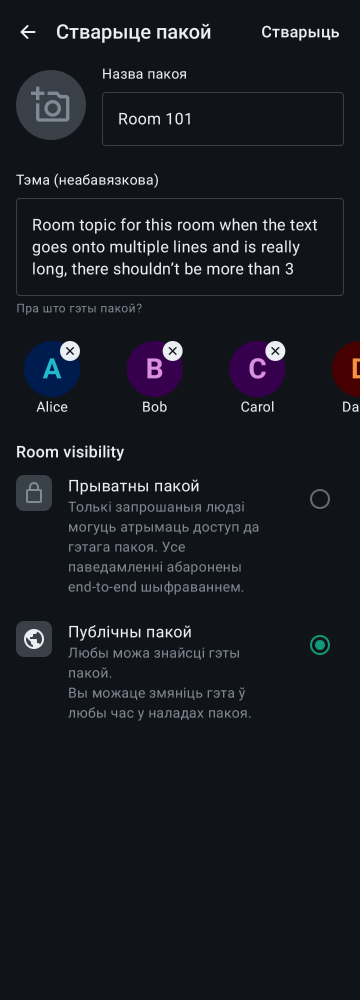 Стварыце пакой
Стварыць
Назва пакоя
Room 101
Тэма (неабавязкова)
Room topic for this room when the text
goes onto multiple lines and is really
long, there shouldn’t be more than 3
Пра што гэты пакой?
A
B
C
Alice
Bob
Carol
Da
Room visibility
Прыватны пакой
Толькі запрошаныя людзі
могуць атрымаць доступ да
гэтага пакоя. Усе
паведамленні абаронены
end-to-end шыфраваннем.
Публічны пакой
Любы можа знайсці гэты
пакой.
Вы можаце змяніць гэта ў
любы час у наладах пакоя.